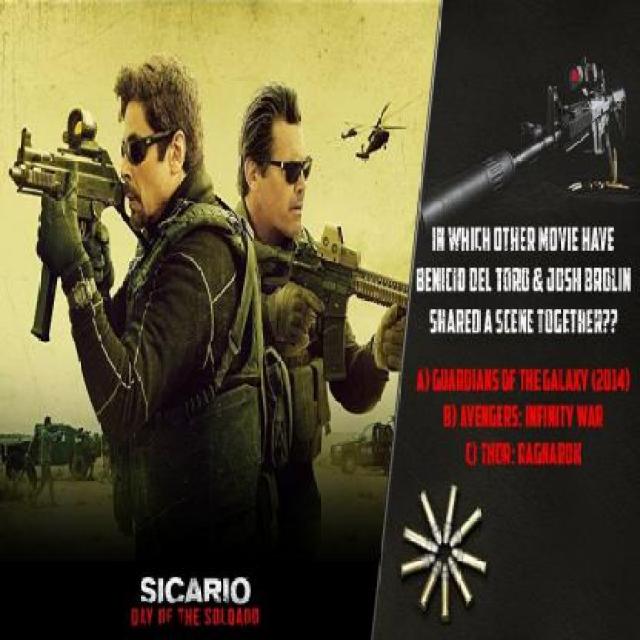 IN WHICH OTHER MOVIE HAVE
BENICIO DEL TORO & JOSH BROLIN
SHARED A SCENE TOGETHER??
A) GUARDIANS OF THE GALAXY (2014)
B) AVENGERS: INFINITY WAR
C) THOR: RAGNAROK
SICARIO
DAY OF THE SOLDADO